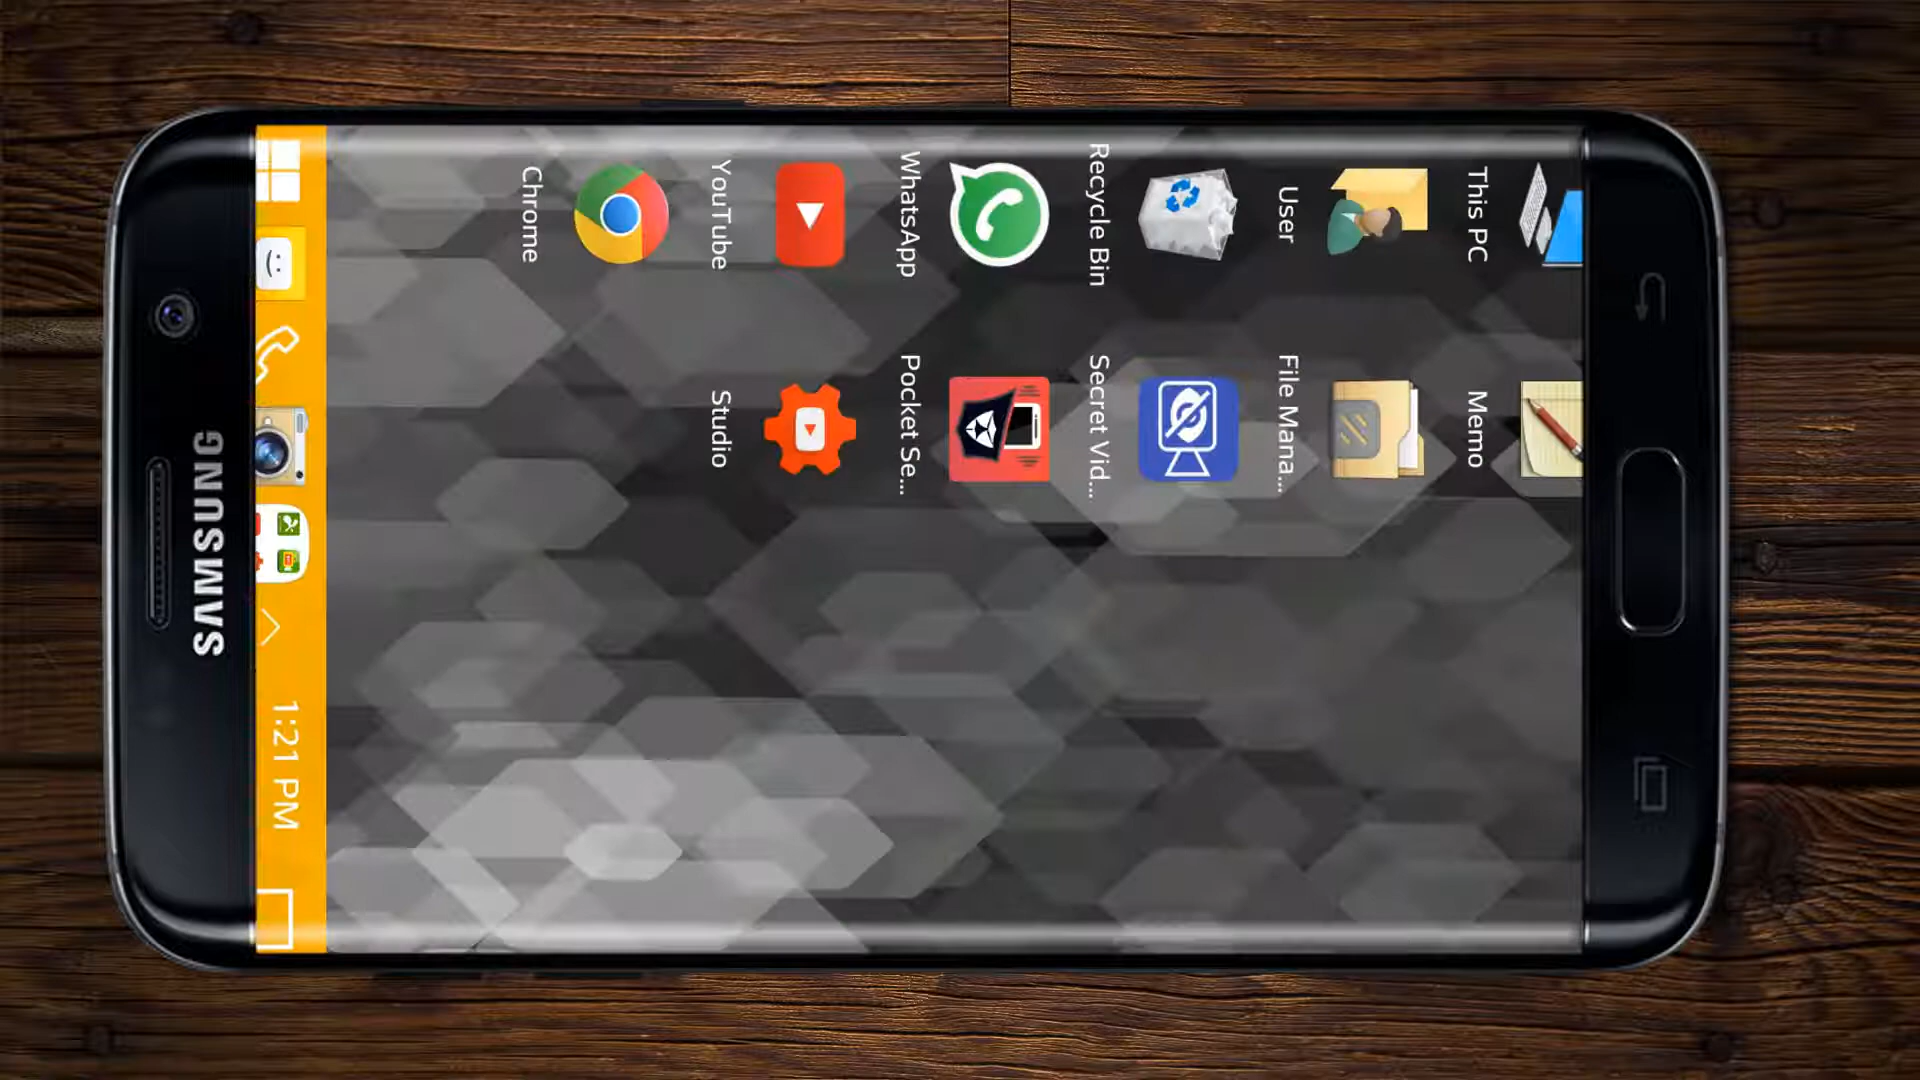 This PC
Memo
User
File Mana...
Recycle Bin
Secret Vid...
WhatsApp
Pocket Se...
YouTube
Studio
Chrome
1:21 PM
SAMSUNG